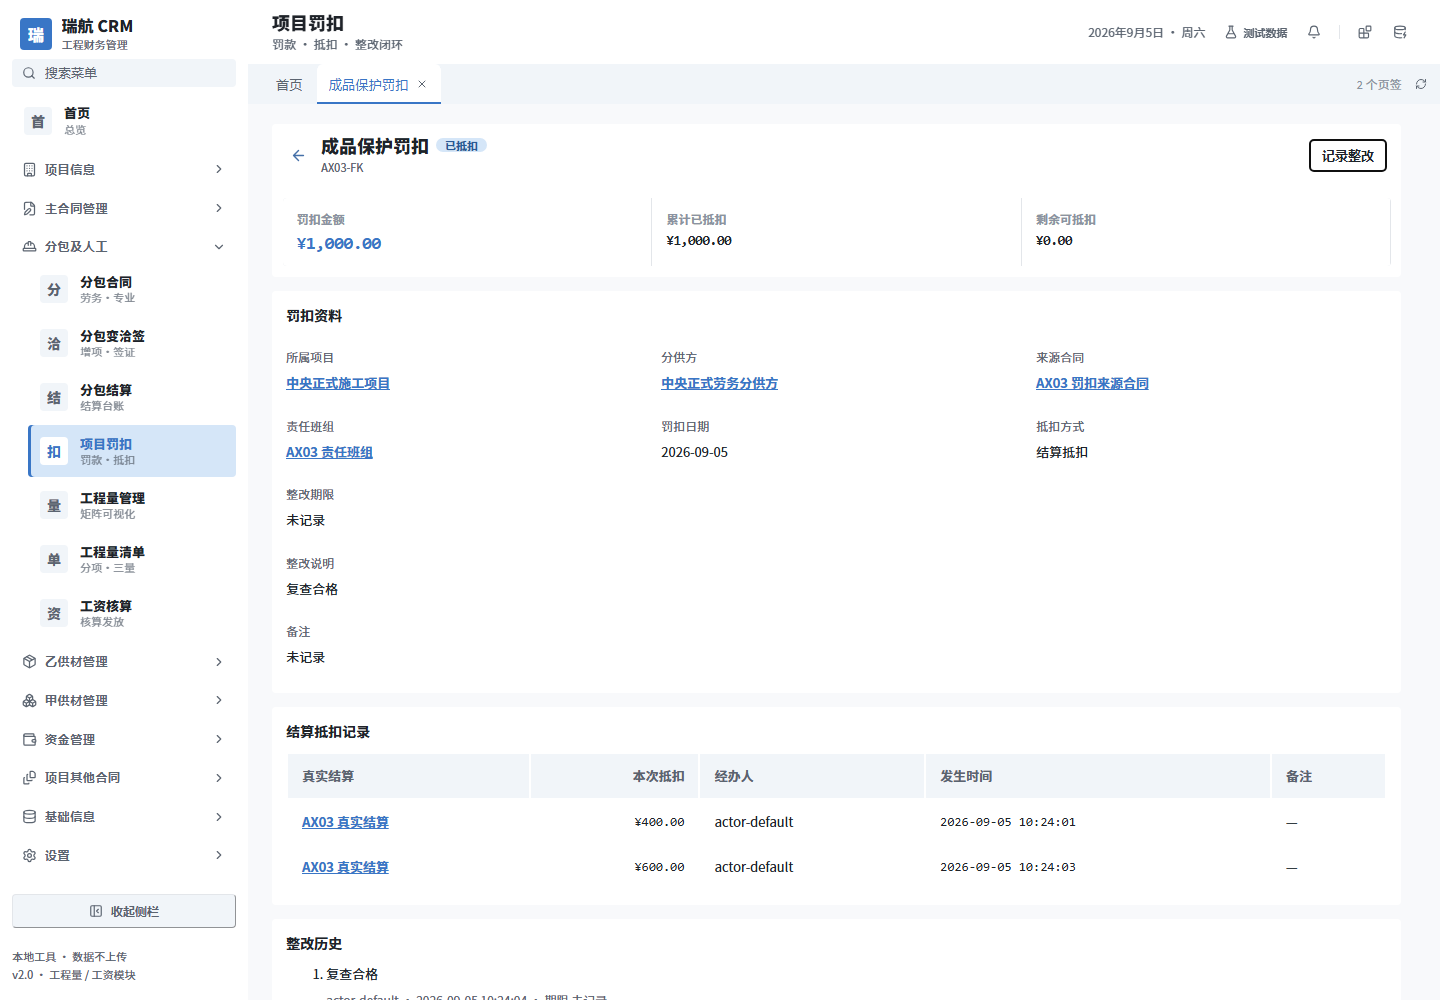 瑞
瑞航 CRM
工程财务管理
搜索菜单
首
首页
总览
项目信息
主合同管理
分包及人工
分
分包合同
劳务・专业
洽
分包变洽签
增项・签证
结
分包结算
结算台账
扣
项目罚扣
罚款・抵扣
量
工程量管理
矩阵可视化
单
工程量清单
分项・三量
资
工资核算
核算发放
乙供材管理
甲供材管理
资金管理
项目其他合同
基础信息
设置
收起侧栏
本地工具 • 数据不上传
v2.0 • 工程量 / 工资模块
项目罚扣
罚款 • 抵扣 • 整改闭环
2026年9月5日 • 周六
测试数据
首页
成品保护罚扣 ×
2 个页签
成品保护罚扣 已抵扣
AX03-FK
记录整改
罚扣金额
¥1,000.00
累计已抵扣
¥1,000.00
剩余可抵扣
¥0.00
罚扣资料
所属项目 分供方 来源合同
中央正式施工项目 中央正式劳务分供方 AX03 罚扣来源合同
责任班组 罚扣日期 抵扣方式
AX03 责任班组 2026-09-05 结算抵扣
整改期限
未记录
整改说明
复查合格
备注
未记录
结算抵扣记录
真实结算 本次抵扣 经办人 发生时间 备注
AX03 真实结算 ¥400.00 actor-default 2026-09-05 10:24:01 —
AX03 真实结算 ¥600.00 actor-default 2026-09-05 10:24:03 —
整改历史
1. 复查合格
actor-default • 2026-09-05 10:24:04 • 期限 未记录